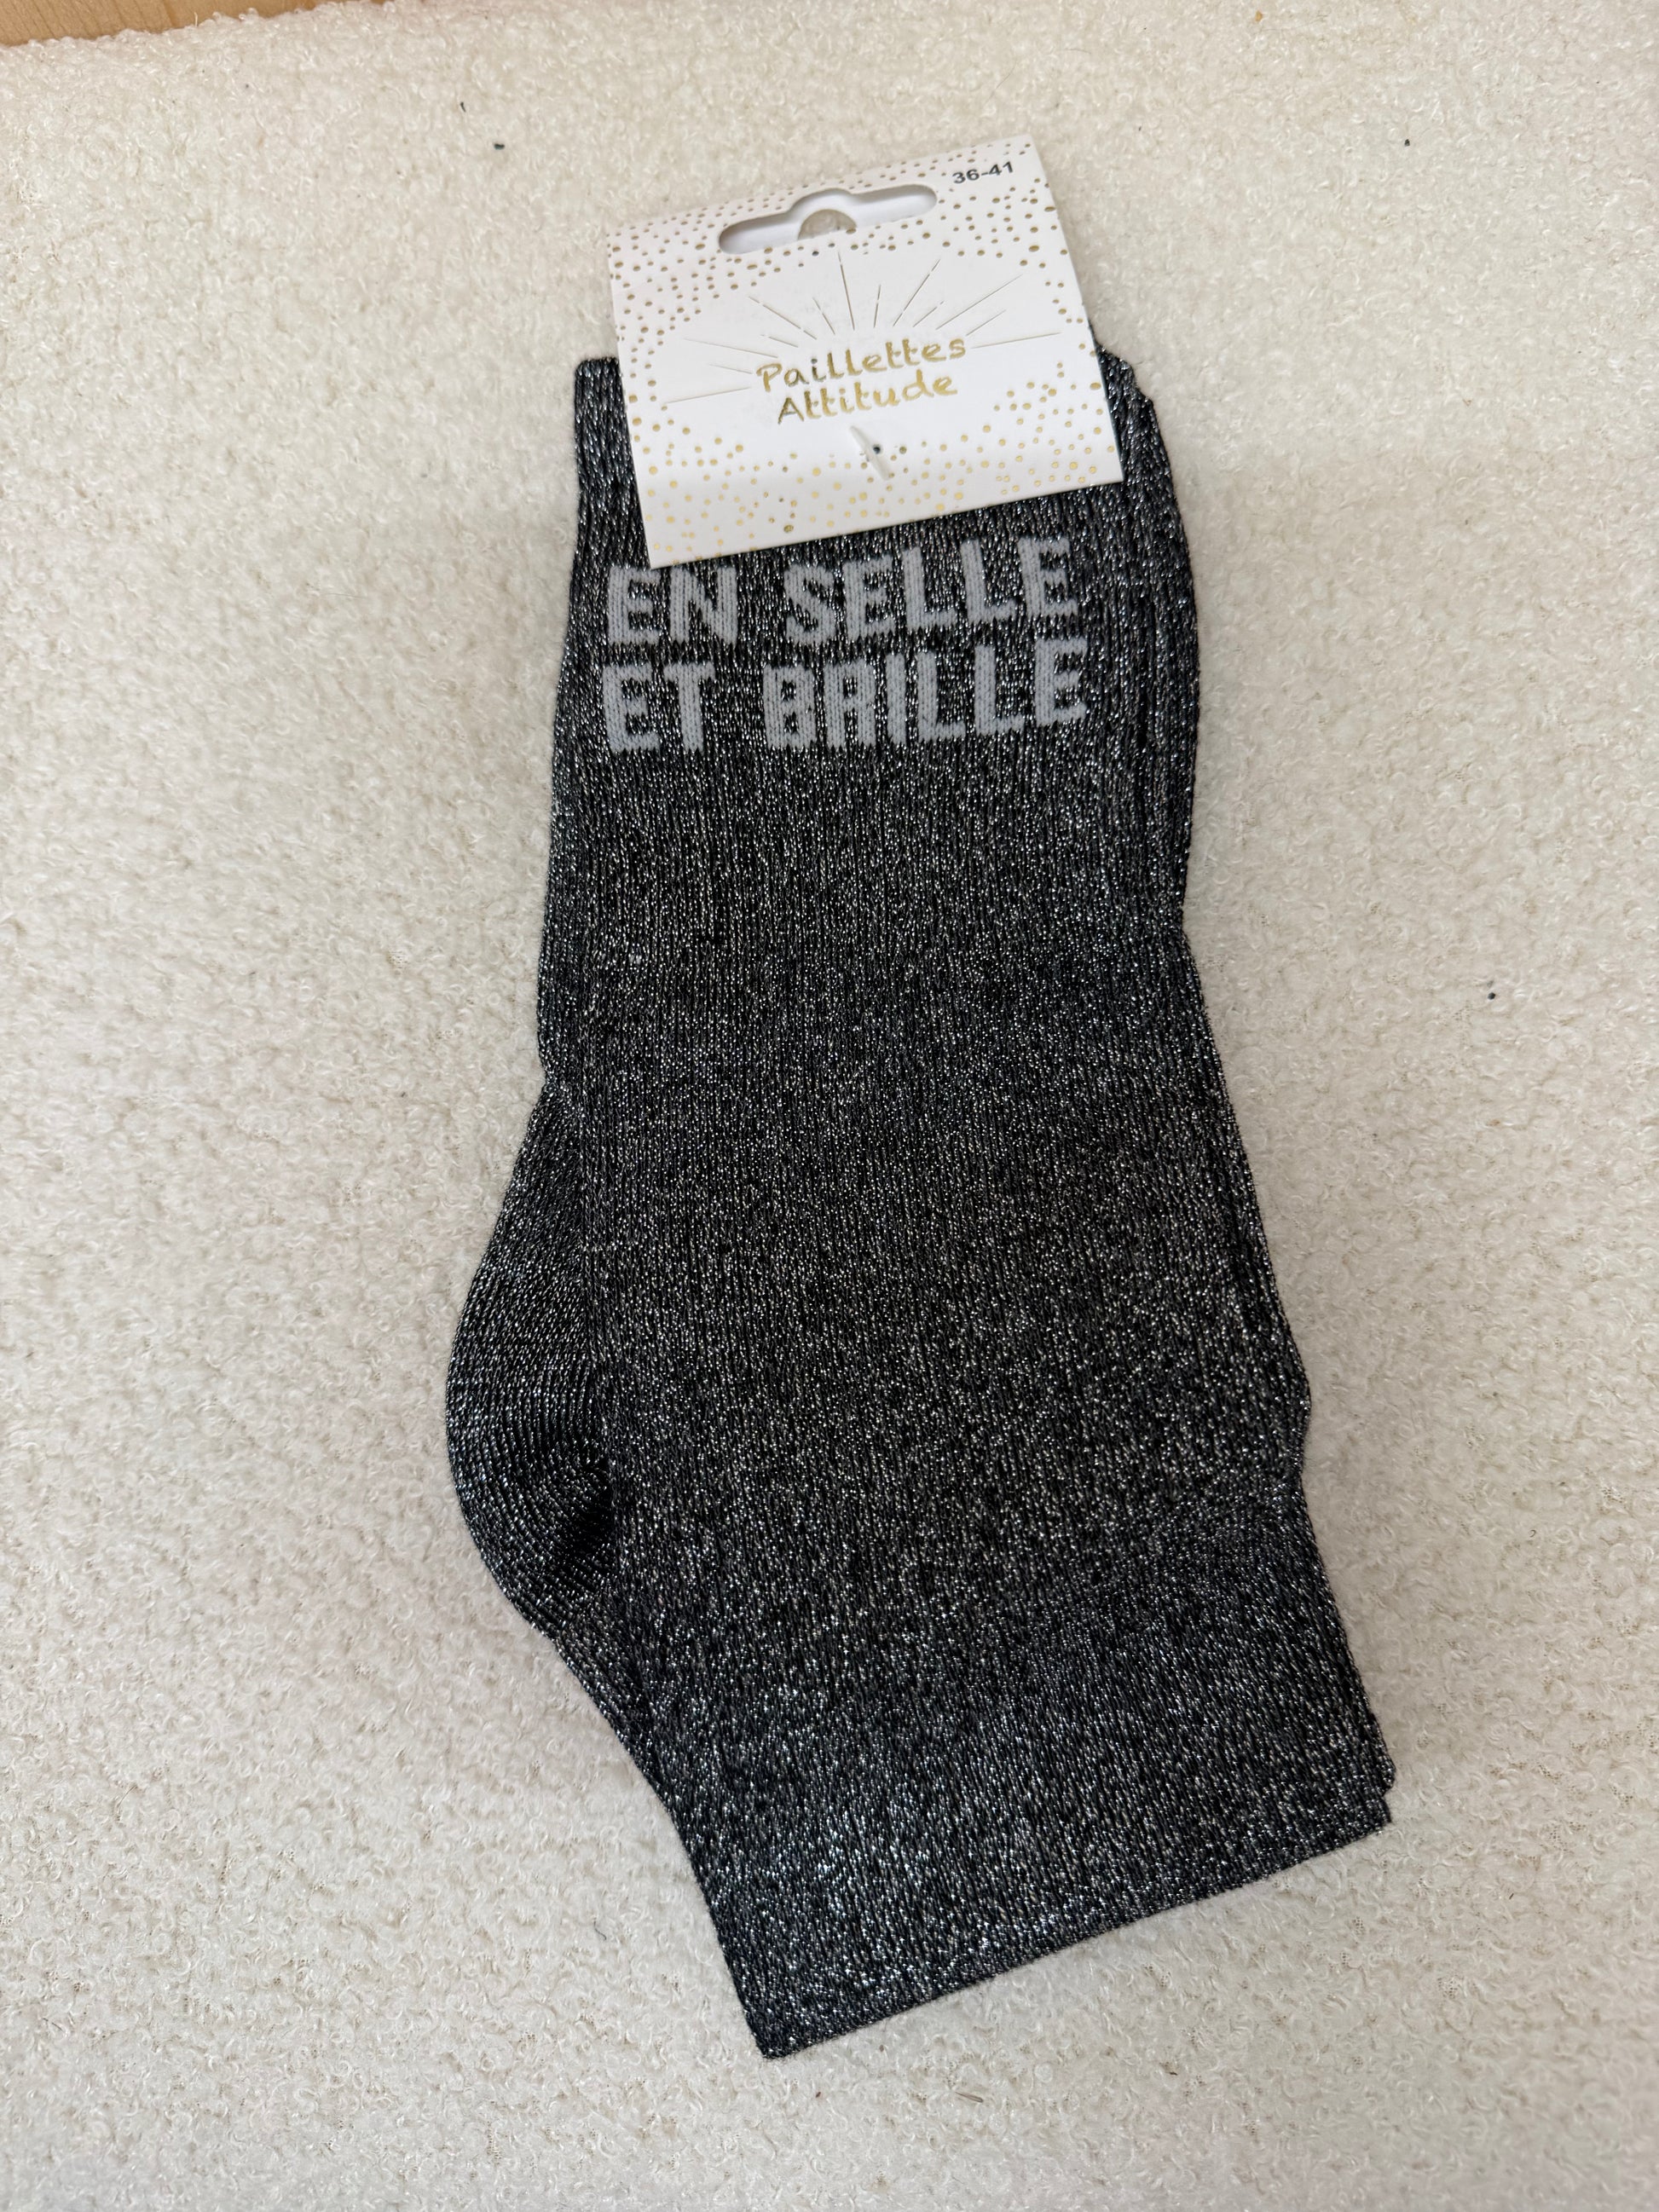 36-41
Paillettes
Attitude
EN SELLE
ET BRILLE